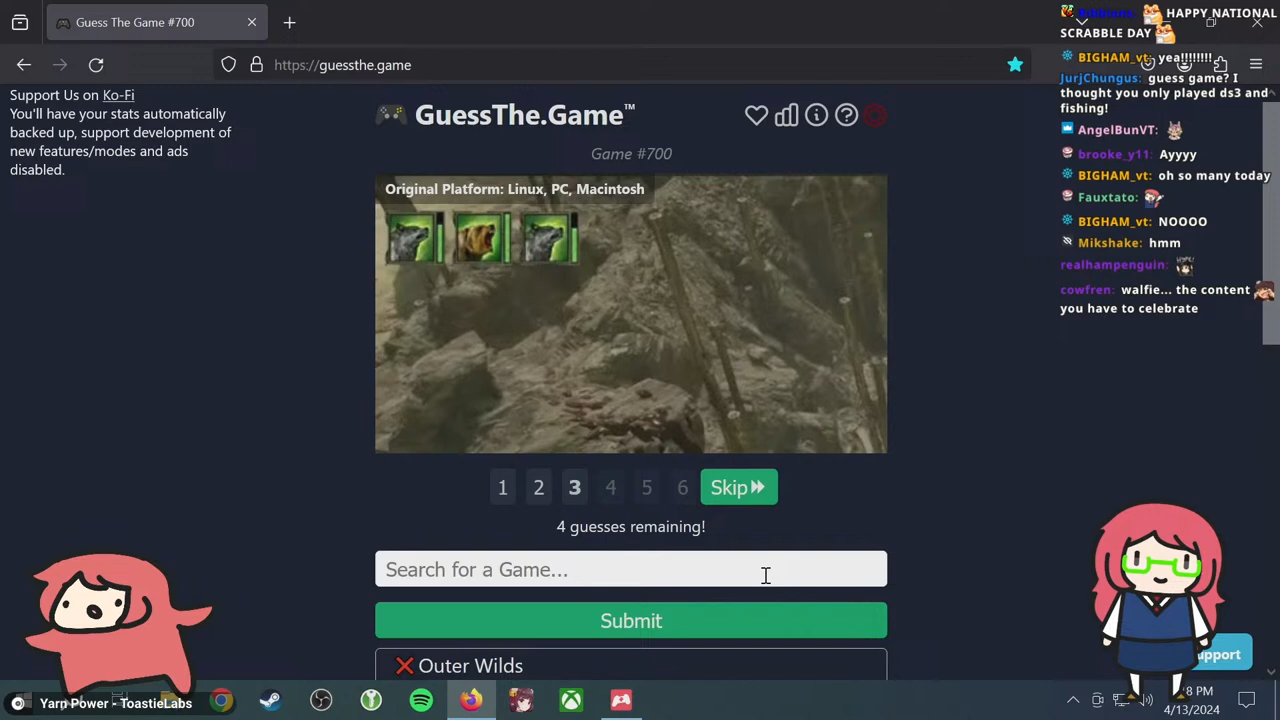 Guess The Game #700
https://guessthe.game
Support Us on Ko-Fi
You'll have your stats automatically
backed up, support development of
new features/modes and ads
disabled.
GuessThe.Game™
Game #700
Original Platform: Linux, PC, Macintosh
1 2 3 4 5 6 Skip
4 guesses remaining!
Search for a Game...
Submit
Outer Wilds
HAPPY NATIONAL
SCRABBLE DAY
BIGHAM_vt: yea!!!!!!!!
JurjChungus: guess game? I
thought you only played ds3 and
fishing!
AngelBunVT:
brooke_y11: Ayyyy
BIGHAM_vt: oh so many today
Fauxtato:
BIGHAM_vt: NOOOO
Mikshake: hmm
realhampenguin:
cowfren: walfie... the content
you have to celebrate
pport
Yarp Power - ToastieLabs
8 PM
4/13/2024